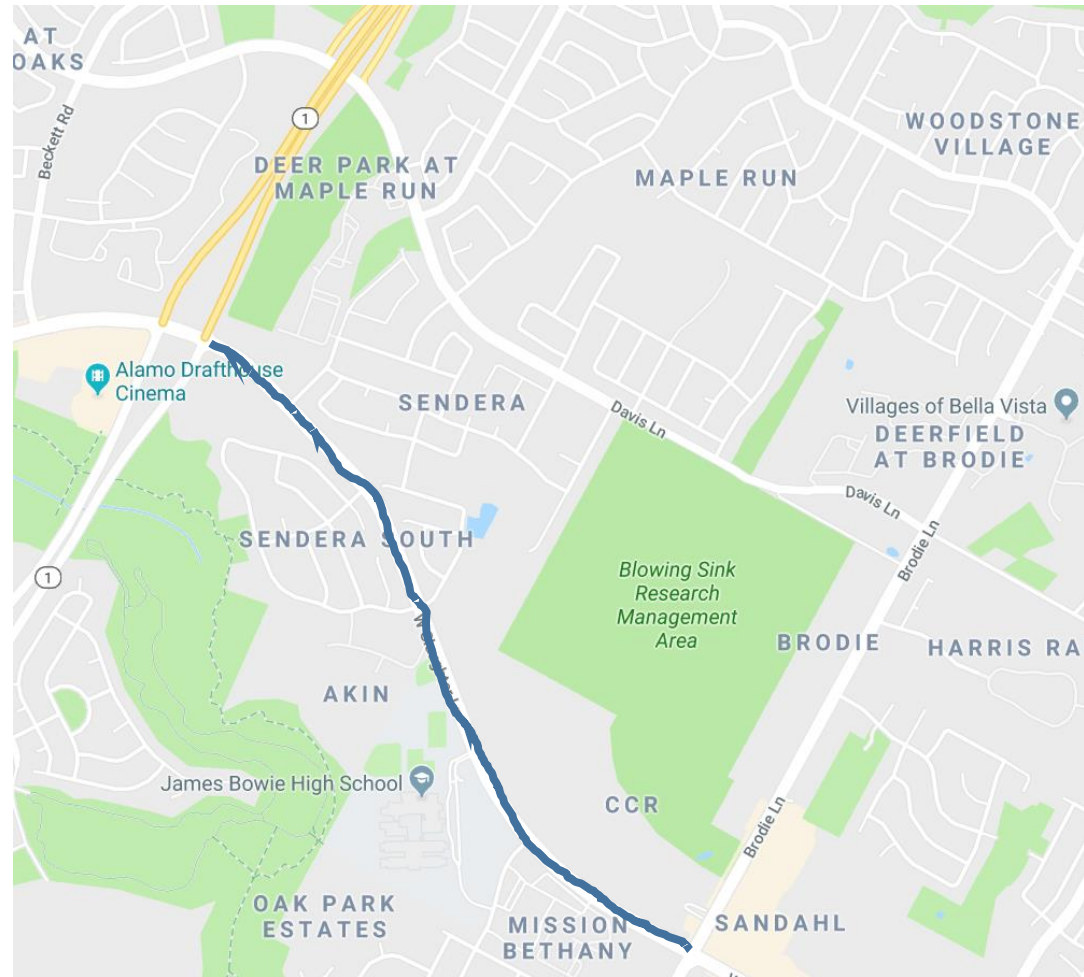 AT
OAKS
Beckett Rd
1
DEER PARK AT
MAPLE RUN
MAPLE RUN
WOODSTONE
VILLAGE
Alamo Drafthouse
Cinema
SENDERA
Davis Ln
Villages of Bella Vista
DEERFIELD
AT BRODIE
Davis Ln
Brodie Ln
SENDERA SOUTH
1
Blowing Sink
Research
Management
Area
BRODIE
HARRIS RA
AKIN
James Bowie High School
CCR
Brodie Ln
OAK PARK
ESTATES
MISSION
BETHANY
SANDAHL